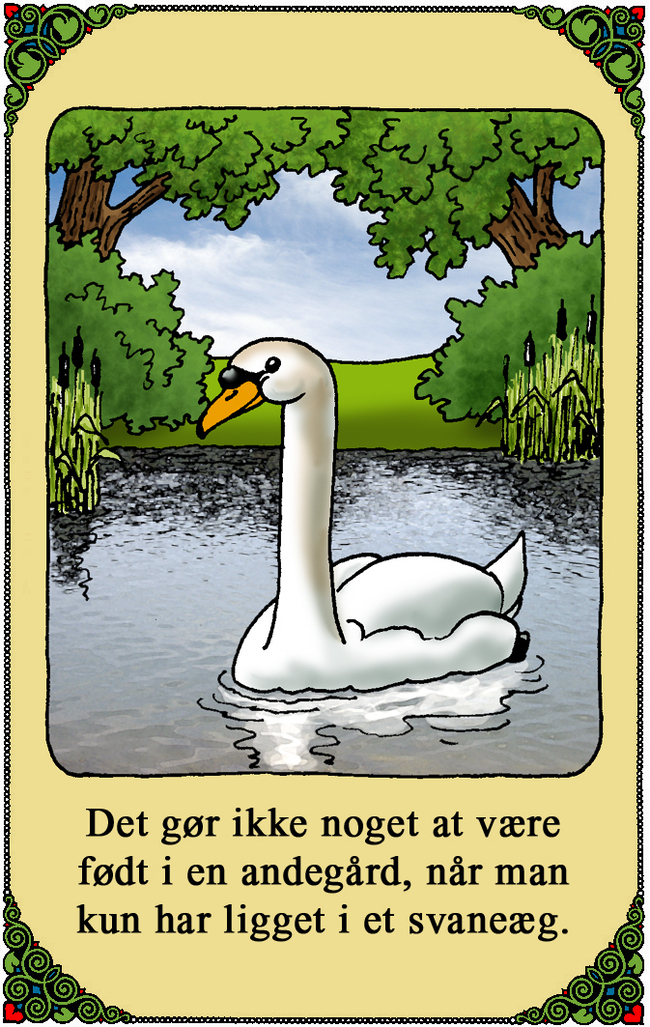 Det gør ikke noget at være
født i en andegård, når man
kun har ligget i et svaneæg.